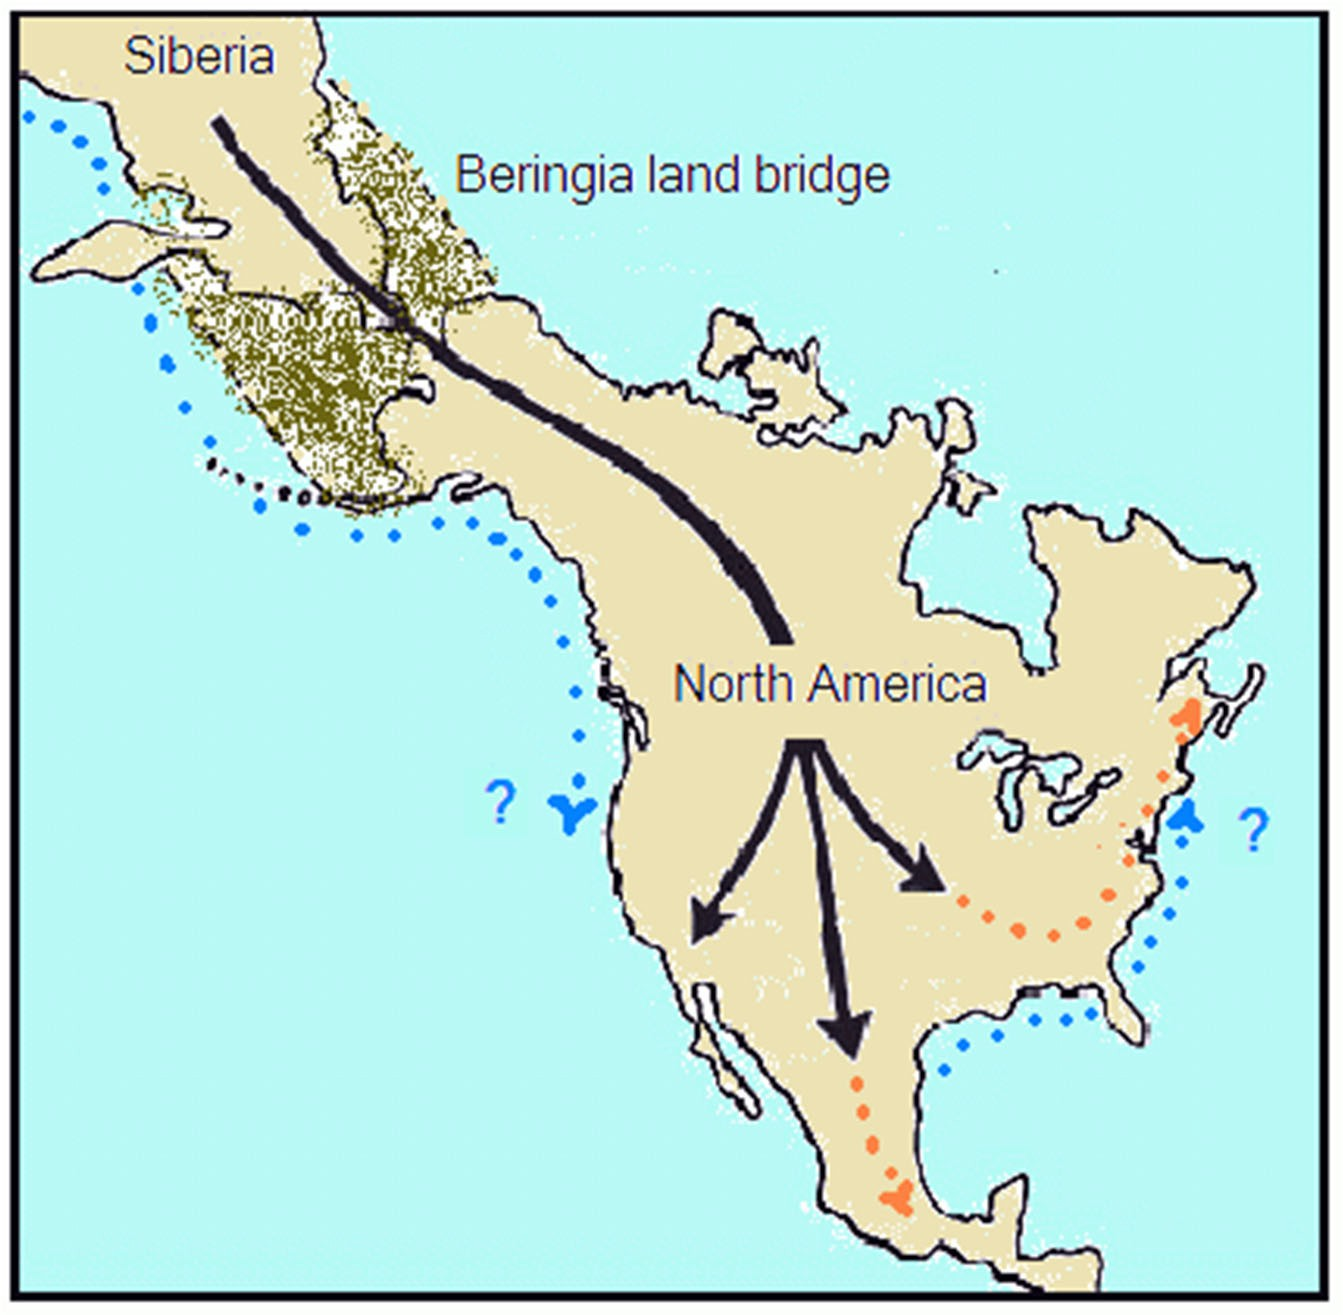 Siberia
Beringia land bridge
North America
?
?